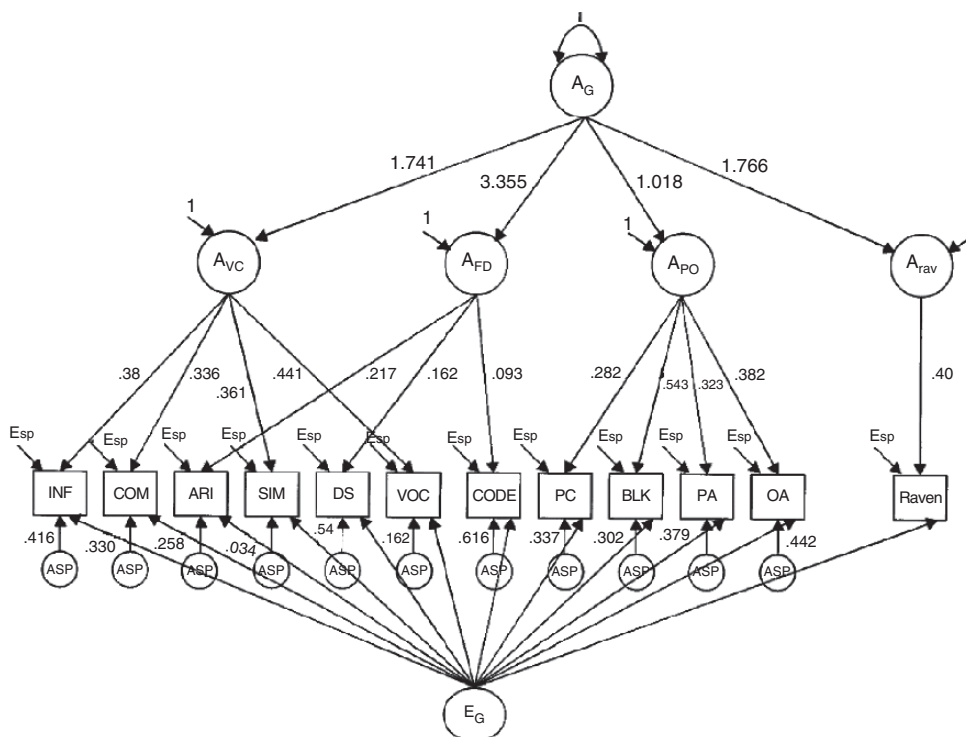 A_G
1.741
3.355
1.018
1.766
1
1
1
A_VC
A_FD
A_PO
A_rav
.38
.336
.361
.441
.217
.162
.093
.282
.543
.323
.382
.40
Esp
Esp
Esp
Esp
Esp
Esp
Esp
Esp
Esp
Esp
Esp
Esp
INF
COM
ARI
SIM
DS
VOC
CODE
PC
BLK
PA
OA
Raven
.416
.330
.258
.034
.54
.162
.616
.337
.302
.379
.442
ASP
ASP
ASP
ASP
ASP
ASP
ASP
ASP
ASP
ASP
ASP
E_G